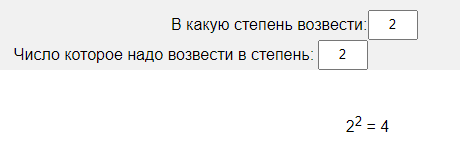 В какую степень возвести: 2
Число которое надо возвести в степень: 2
2² = 4